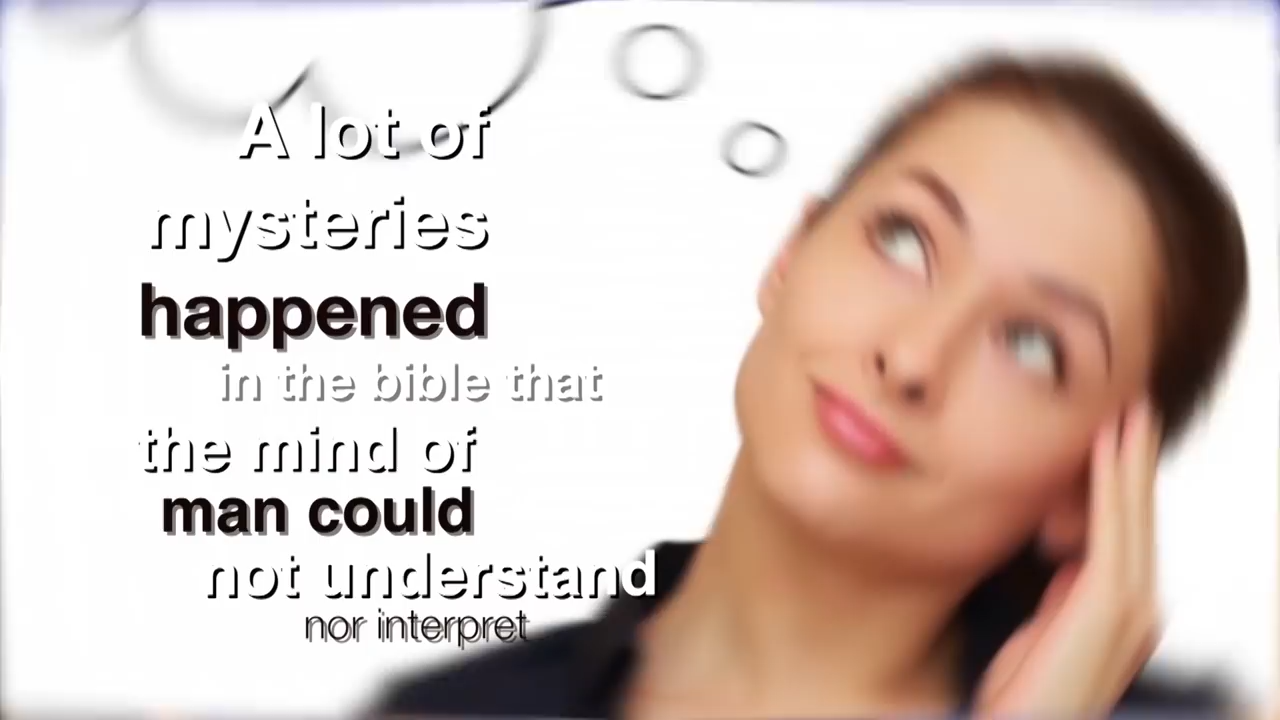 A lot of
mysteries
happened
in the bible that
the mind of
man could
not understand
nor interpret